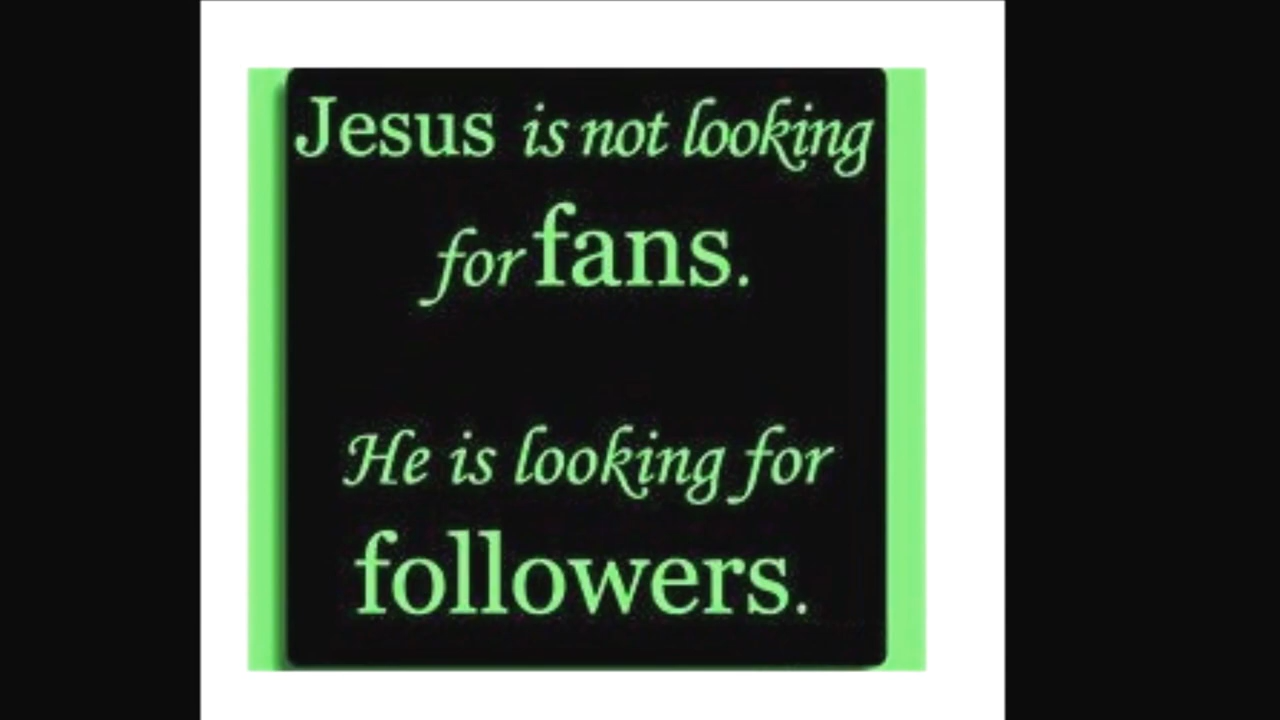 Jesus is not looking
for fans.
He is looking for
followers.